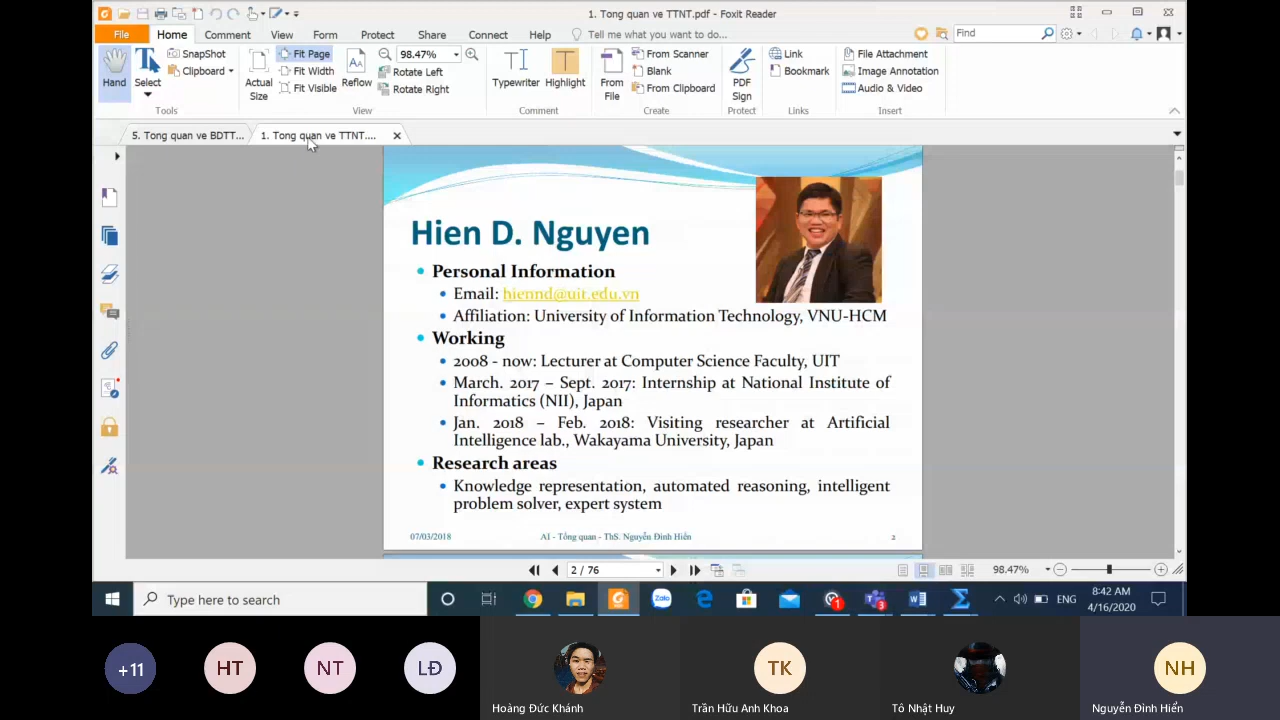 1. Tong quan ve TTNT.pdf - Foxit Reader
File Home Comment View Form Protect Share Connect Help Tell me what you want to do... Find
Hand
Select
SnapShot
Clipboard
Tools
Actual Size
Fit Page
Fit Width
Fit Visible
Reflow
98.47%
Rotate Left
Rotate Right
View
Typewriter
Highlight
Comment
From File
From Scanner
Blank
From Clipboard
Create
PDF Sign
Protect
Link
Bookmark
Links
File Attachment
Image Annotation
Audio & Video
Insert
5. Tong quan ve BDTT...
1. Tong quan ve TTNT....
Hien D. Nguyen
• Personal Information
• Email: hiennd@uit.edu.vn
• Affiliation: University of Information Technology, VNU-HCM
• Working
• 2008 - now: Lecturer at Computer Science Faculty, UIT
• March. 2017 – Sept. 2017: Internship at National Institute of
Informatics (NII), Japan
• Jan. 2018 – Feb. 2018: Visiting researcher at Artificial
Intelligence lab., Wakayama University, Japan
• Research areas
• Knowledge representation, automated reasoning, intelligent
problem solver, expert system
07/03/2018 AI - Tổng quan - ThS. Nguyễn Đình Hiển 2
2 / 76
98.47%
Type here to search
Zalo
1
3
ENG
8:42 AM
4/16/2020
+11
HT
NT
LĐ
TK
NH
Hoàng Đức Khánh
Trần Hữu Anh Khoa
Tô Nhật Huy
Nguyễn Đình Hiển